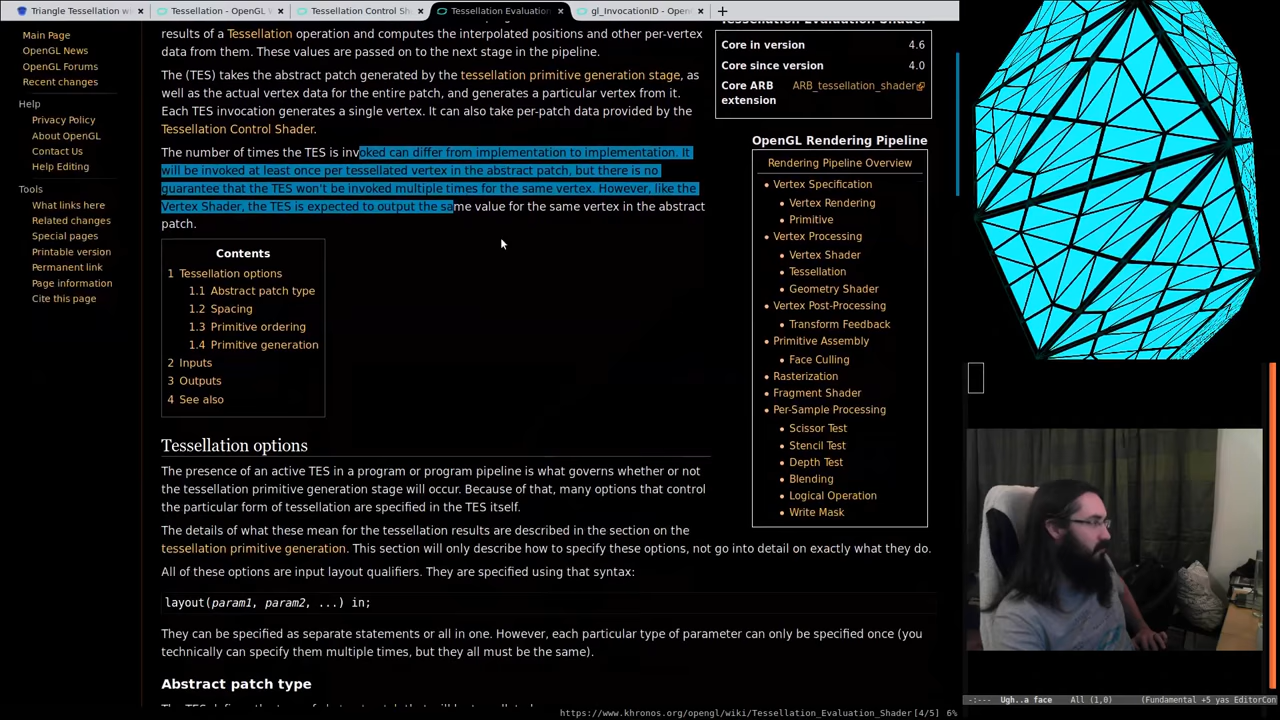 Triangle Tessellation wi
Tessellation - OpenGL W
Tessellation Control Sh
Tessellation Evaluation
gl_InvocationID - Open
Main Page
OpenGL News
OpenGL Forums
Recent changes
Help
Privacy Policy
About OpenGL
Contact Us
Help Editing
Tools
What links here
Related changes
Special pages
Printable version
Permanent link
Page information
Cite this page
results of a Tessellation operation and computes the interpolated positions and other per-vertex
data from them. These values are passed on to the next stage in the pipeline.
The (TES) takes the abstract patch generated by the tessellation primitive generation stage, as
well as the actual vertex data for the entire patch, and generates a particular vertex from it.
Each TES invocation generates a single vertex. It can also take per-patch data provided by the
Tessellation Control Shader.
The number of times the TES is invoked can differ from implementation to implementation. It
will be invoked at least once per tessellated vertex in the abstract patch, but there is no
guarantee that the TES won't be invoked multiple times for the same vertex. However, like the
Vertex Shader, the TES is expected to output the same value for the same vertex in the abstract
patch.
Contents
1 Tessellation options
1.1 Abstract patch type
1.2 Spacing
1.3 Primitive ordering
1.4 Primitive generation
2 Inputs
3 Outputs
4 See also
Tessellation options
The presence of an active TES in a program or program pipeline is what governs whether or not
the tessellation primitive generation stage will occur. Because of that, many options that control
the particular form of tessellation are specified in the TES itself.
The details of what these mean for the tessellation results are described in the section on the
tessellation primitive generation. This section will only describe how to specify these options, not go into detail on exactly what they do.
All of these options are input layout qualifiers. They are specified using that syntax:
layout(param1, param2, ...) in;
They can be specified as separate statements or all in one. However, each particular type of parameter can only be specified once (you
technically can specify them multiple times, but they all must be the same).
Abstract patch type
Tessellation Evaluation Shader
Core in version 4.6
Core since version 4.0
Core ARB extension ARB_tessellation_shader
OpenGL Rendering Pipeline
Rendering Pipeline Overview
Vertex Specification
Vertex Rendering
Primitive
Vertex Processing
Vertex Shader
Tessellation
Geometry Shader
Vertex Post-Processing
Transform Feedback
Primitive Assembly
Face Culling
Rasterization
Fragment Shader
Per-Sample Processing
Scissor Test
Stencil Test
Depth Test
Blending
Logical Operation
Write Mask
https://www.khronos.org/opengl/wiki/Tessellation_Evaluation_Shader[4/5] 6%
-:--- Ugh..a face All (1,0) (Fundamental +5 yas EditorCon